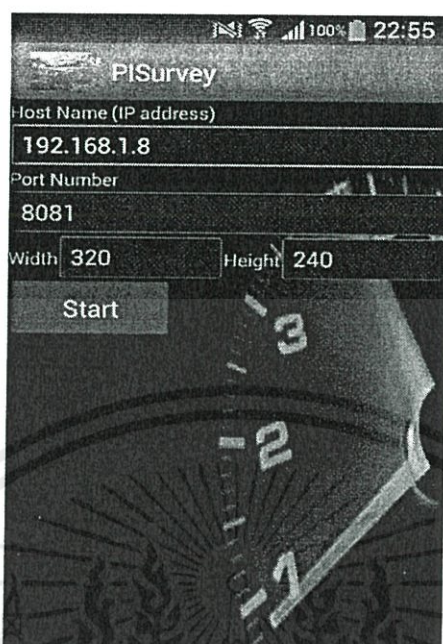 100% 22:55
PISurvey
Host Name (IP address)
192.168.1.8
Port Number
8081
Width 320 Height 240
Start
3
2
1